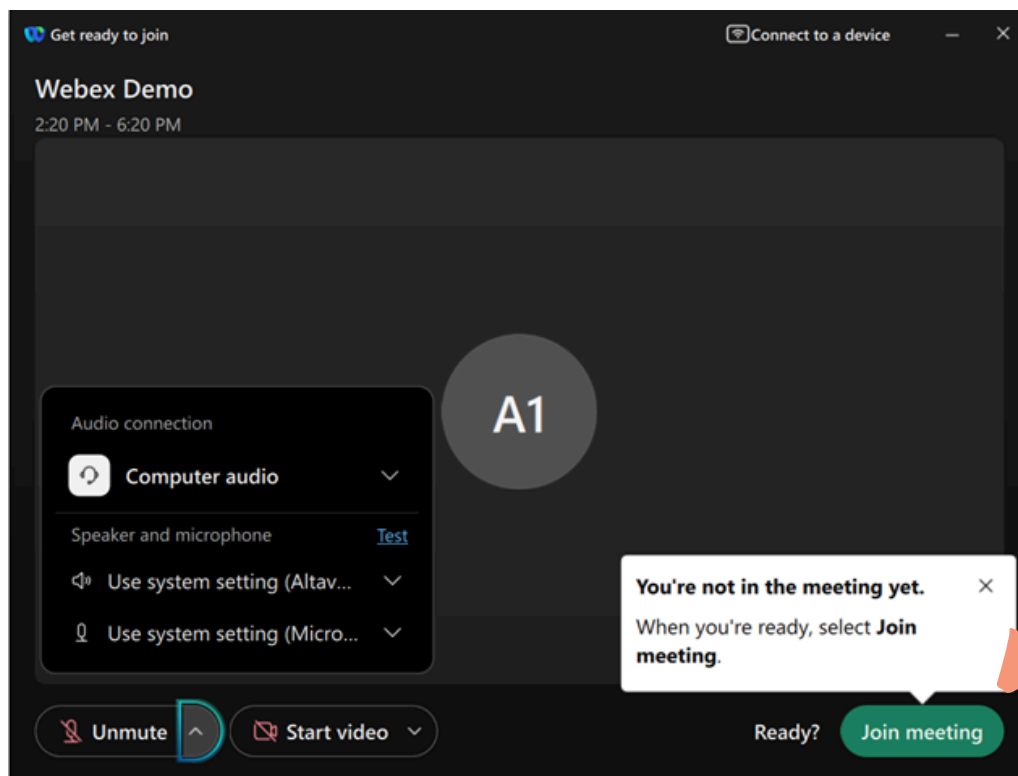 Get ready to join
Connect to a device
Webex Demo
2:20 PM - 6:20 PM
A1
Audio connection
Computer audio
Speaker and microphone Test
Use system setting (Altav...
Use system setting (Micro...
You're not in the meeting yet.
When you're ready, select Join
meeting.
Unmute
Start video
Ready?
Join meeting